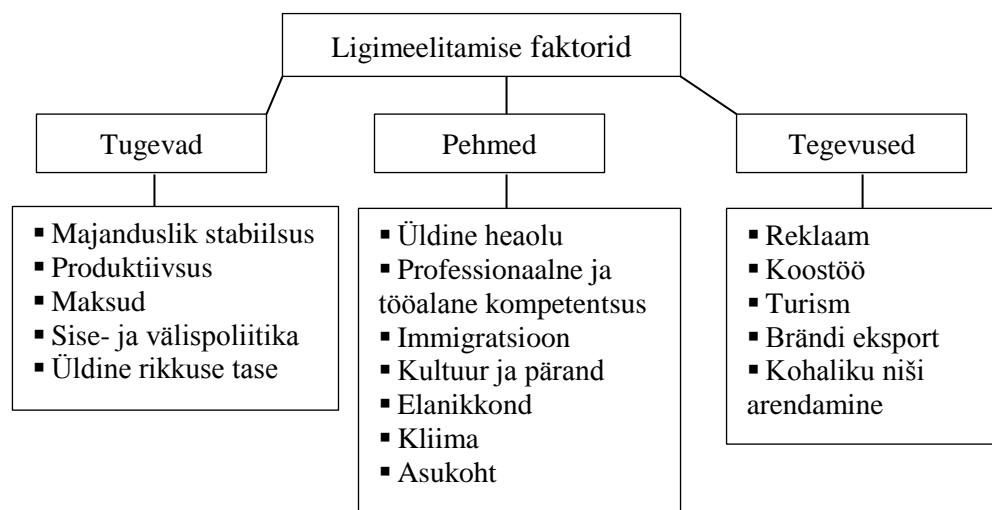 Ligimeelitamise faktorid
Tugevad
Pehmed
Tegevused
▪ Majanduslik stabiilsus
▪ Produktiivsus
▪ Maksud
▪ Sise- ja välispoliitika
▪ Üldine rikkuse tase
▪ Üldine heaolu
▪ Professionaalne ja
tööalane kompetentsus
▪ Immigratsioon
▪ Kultuur ja pärand
▪ Elanikkond
▪ Kliima
▪ Asukoht
▪ Reklaam
▪ Koostöö
▪ Turism
▪ Brändi eksport
▪ Kohaliku niši
arendamine